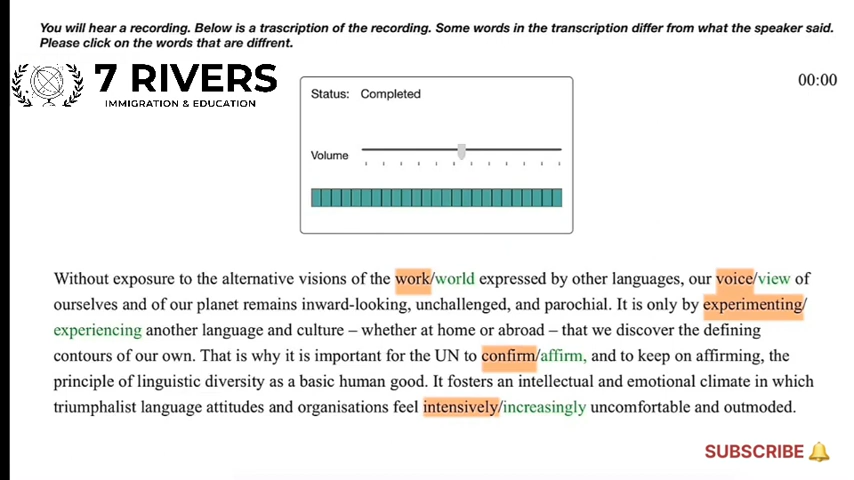 You will hear a recording. Below is a trascription of the recording. Some words in the transcription differ from what the speaker said.
Please click on the words that are diffrent.
7 RIVERS
IMMIGRATION & EDUCATION
00:00
Status: Completed
Volume
Without exposure to the alternative visions of the work/world expressed by other languages, our voice/view of
ourselves and of our planet remains inward-looking, unchallenged, and parochial. It is only by experimenting/
experiencing another language and culture – whether at home or abroad – that we discover the defining
contours of our own. That is why it is important for the UN to confirm/affirm, and to keep on affirming, the
principle of linguistic diversity as a basic human good. It fosters an intellectual and emotional climate in which
triumphalist language attitudes and organisations feel intensively/increasingly uncomfortable and outmoded.
SUBSCRIBE